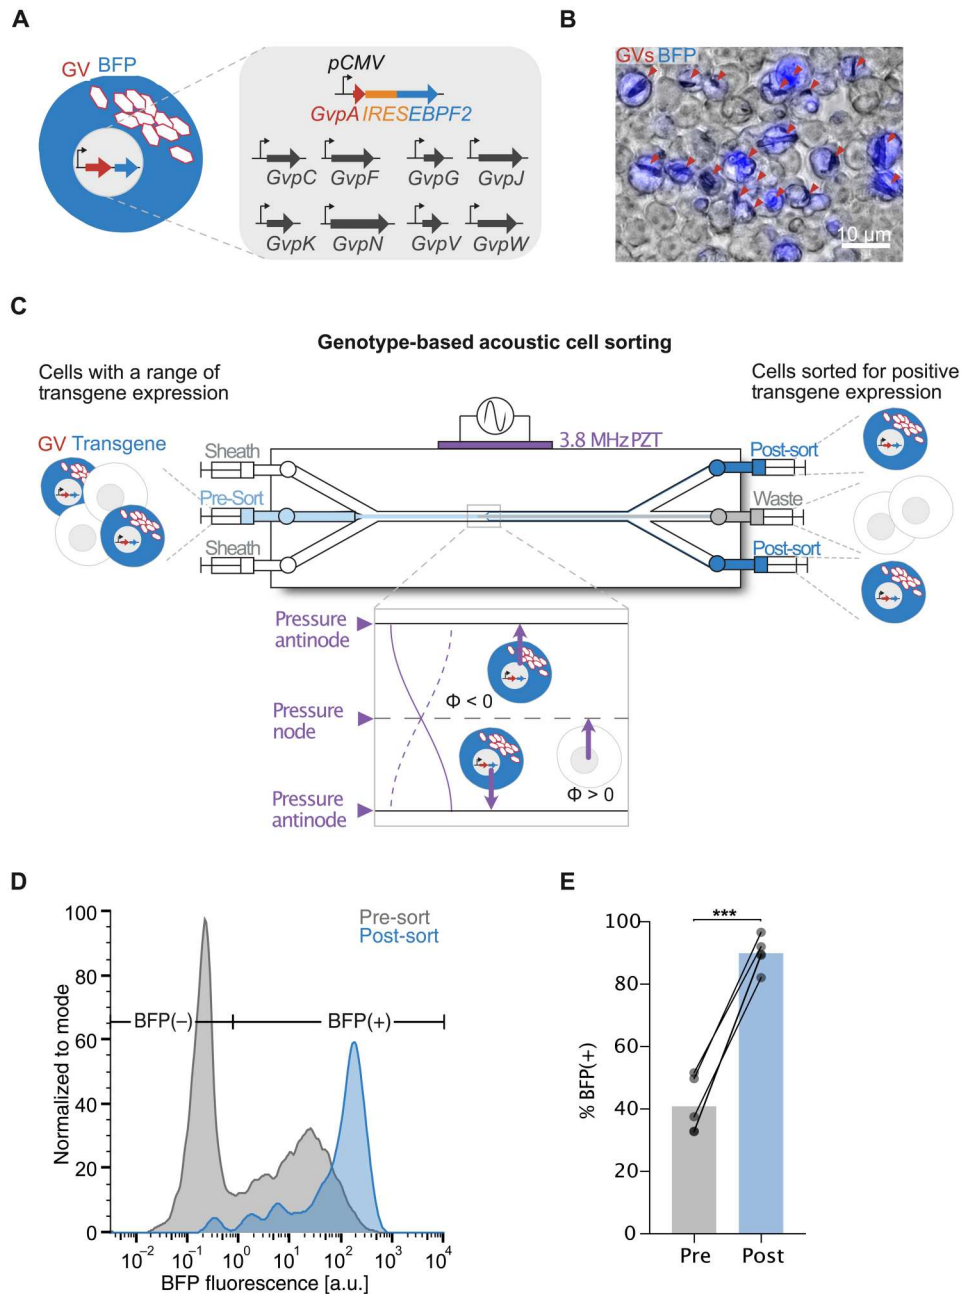 A
GV BFP
pCMV
GvpA IRES EBPF2
GvpC GvpF GvpG GvpJ
GvpK GvpN GvpV GvpW
B
GVs BFP
10 μm
C
Genotype-based acoustic cell sorting
Cells with a range of
transgene expression
GV Transgene
Sheath
Pre-Sort
Sheath
3.8 MHz PZT
Cells sorted for positive
transgene expression
Post-sort
Waste
Post-sort
Pressure
antinode
Pressure
node
Pressure
antinode
Φ < 0
Φ > 0
D
Pre-sort
Post-sort
BFP(–) BFP(+)
Normalized to mode
100
80
60
40
20
0
10⁻² 10⁻¹ 10⁰ 10¹ 10² 10³ 10⁴
BFP fluorescence [a.u.]
E
***
% BFP(+)
100
80
60
40
20
0
Pre Post